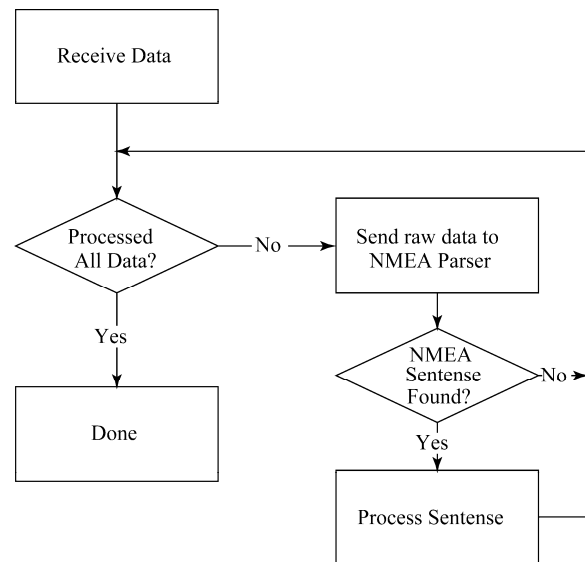 Receive Data
Processed
All Data?
No
Send raw data to
NMEA Parser
Yes
NMEA
Sentense
Found?
No
Done
Yes
Process Sentense